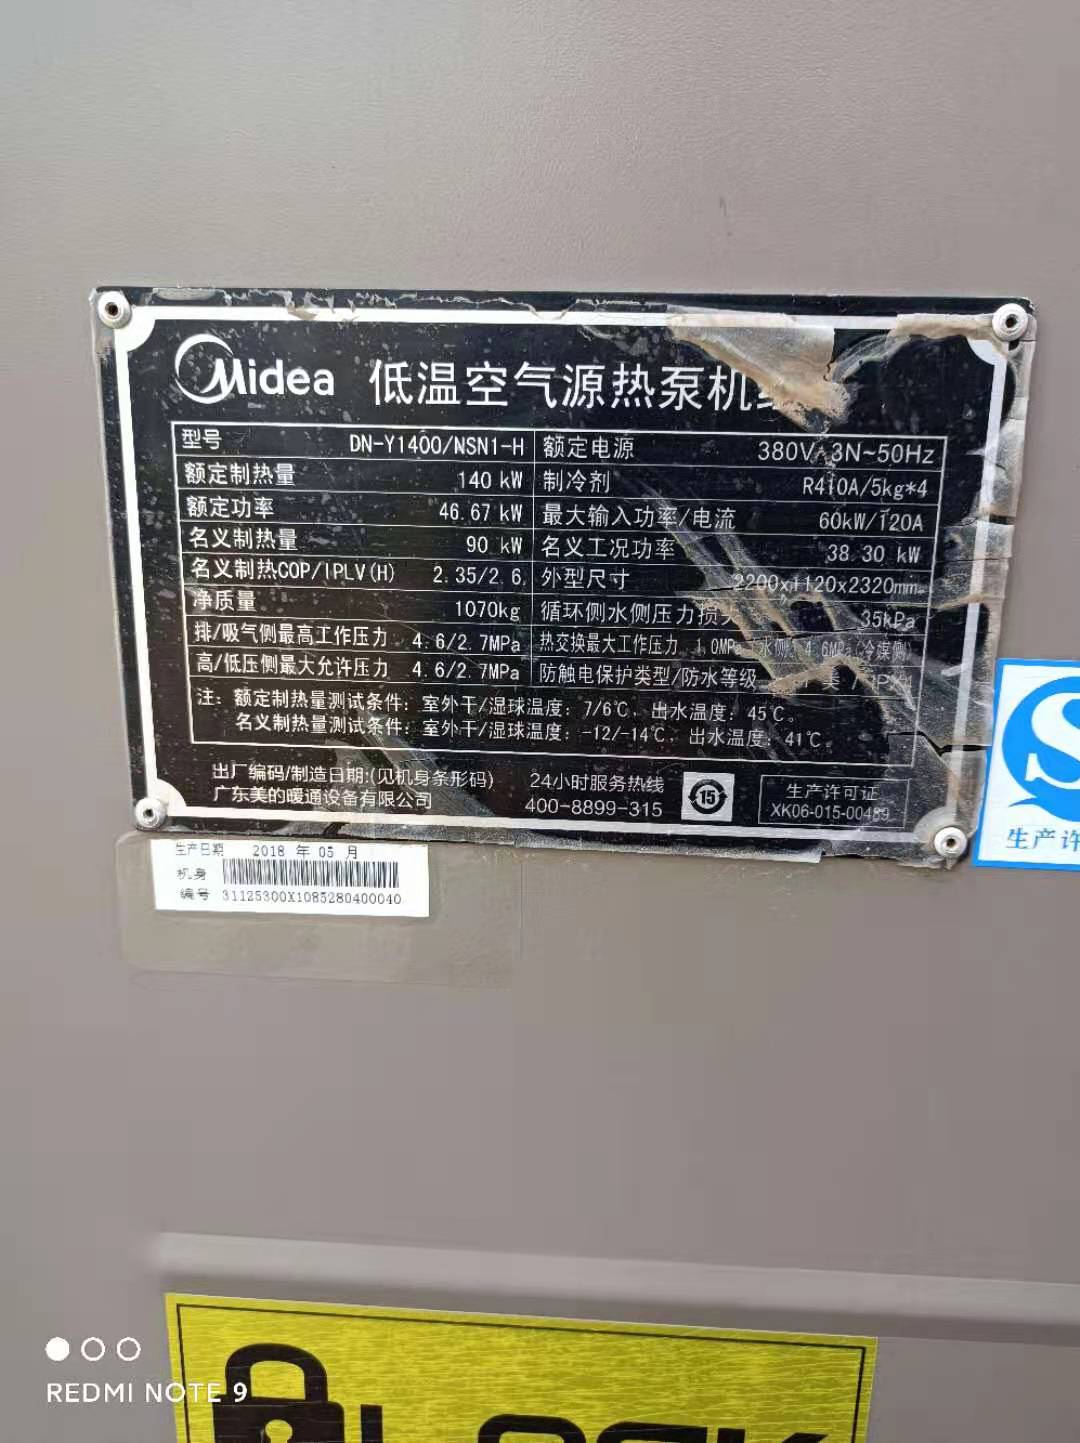 Midea 低温空气源热泵机
型号 DN-Y1400/NSN1-H 额定电源 380V 3N~50Hz
额定制热量 140 kW 制冷剂 R410A/5kg*4
额定功率 46.67 kW 最大输入功率/电流 60kW/120A
名义制热量 90 kW 名义工况功率 38.30 kW
名义制热COP/IPLV(H) 2.35/2.6 外型尺寸 2200x1120x2320mm
净质量 1070kg 循环侧水侧压力损 35kPa
排/吸气侧最高工作压力 4.6/2.7MPa 热交换最大工作压力 1.0MPa 水侧 4.6MPa(冷媒侧)
高/低压侧最大允许压力 4.6/2.7MPa 防触电保护类型/防水等级 类 /
注: 额定制热量测试条件: 室外干/湿球温度: 7/6℃, 出水温度: 45℃。
名义制热量测试条件: 室外干/湿球温度: -12/-14℃, 出水温度: 41℃。
出厂编码/制造日期:(见机身条形码) 24小时服务热线 15 生产许可证
广东美的暖通设备有限公司 400-8899-315 XK06-015-00489
生产日期 2018 年 05 月
机身
编号 31125300X1085280400040
S
生产许
LOCK
REDMI NOTE 9